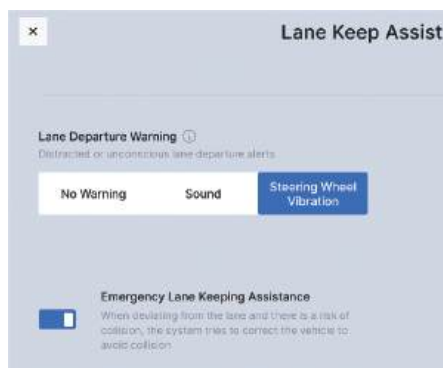 Lane Keep Assist
Lane Departure Warning
Distracted or unconscious lane departure alerts
No Warning
Sound
Steering Wheel
Vibration
Emergency Lane Keeping Assistance
When deviating from the lane and there is a risk of
collision, the system tries to correct the vehicle to
avoid collision